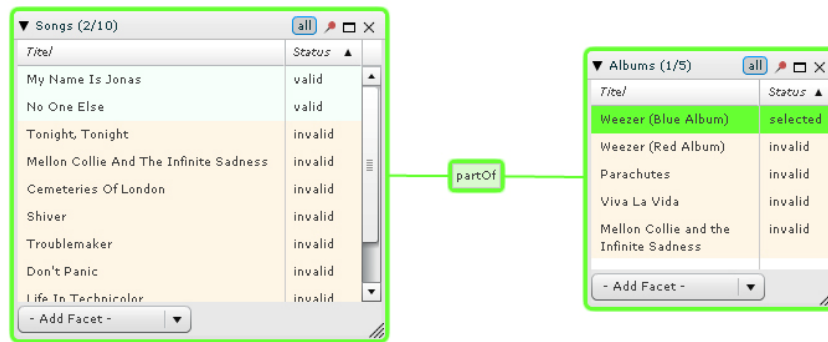 ▼ Songs (2/10) all
Titel Status ▲
My Name Is Jonas valid
No One Else valid
Tonight, Tonight invalid
Mellon Collie And The Infinite Sadness invalid
Cemeteries Of London invalid
Shiver invalid
Troublemaker invalid
Don't Panic invalid
Life In Technicolor invalid
- Add Facet - ▼
partOf
▼ Albums (1/5) all
Titel Status ▲
Weezer (Blue Album) selected
Weezer (Red Album) invalid
Parachutes invalid
Viva La Vida invalid
Mellon Collie and the invalid
Infinite Sadness
- Add Facet - ▼